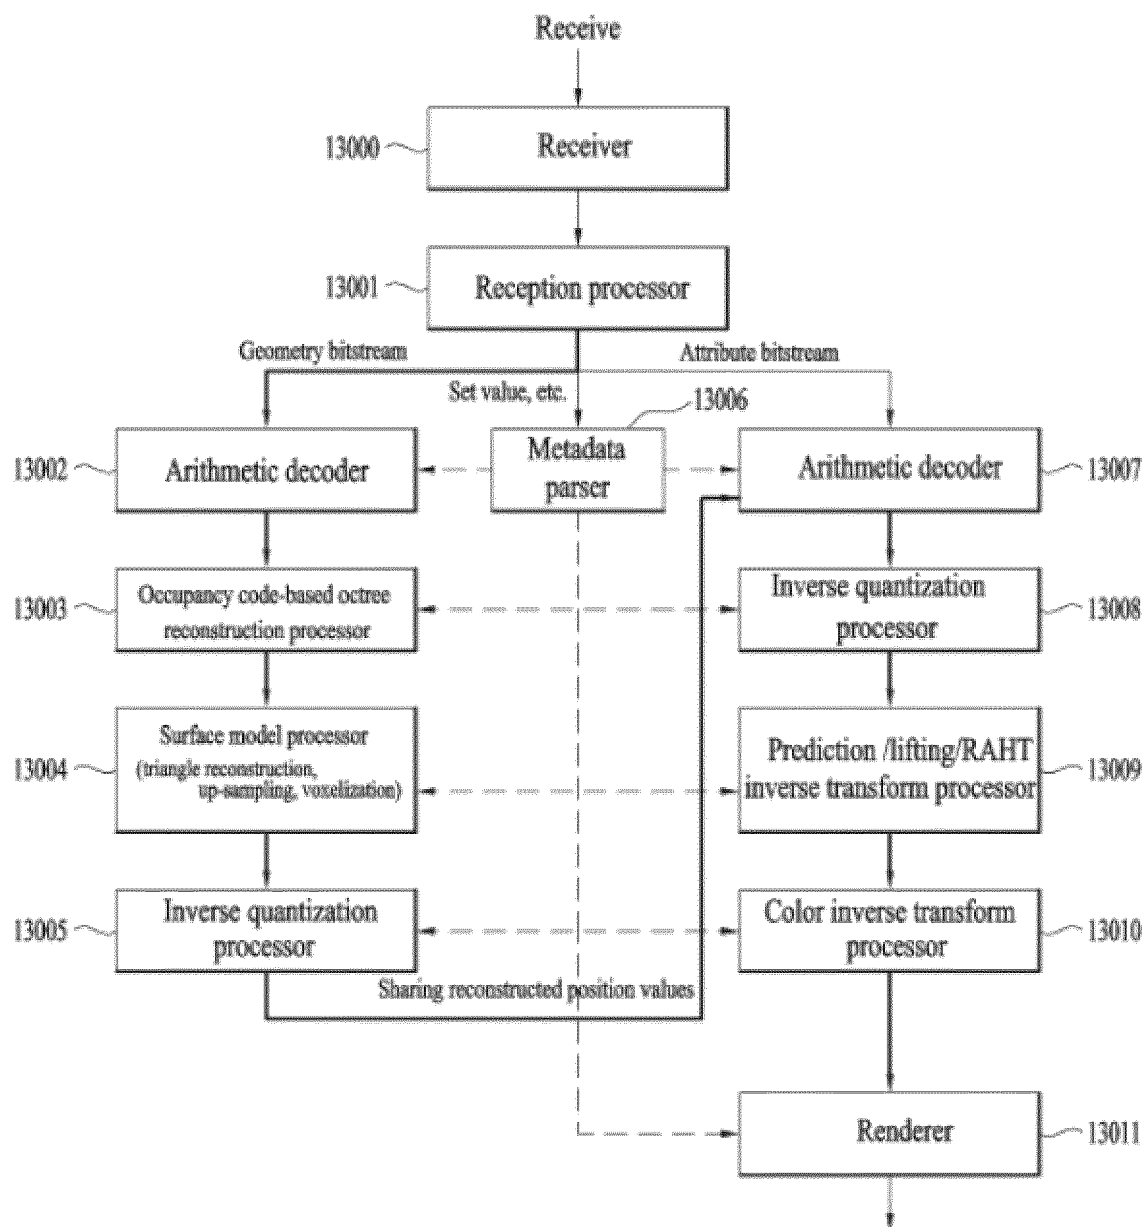 Receive
13000
Receiver
13001
Reception processor
Geometry bitstream
Attribute bitstream
Set value, etc.
13006
13002
Arithmetic decoder
Metadada
parser
Arithmetic decoder
13007
13003
Occupancy code-based octree
reconstruction processor
Inverse quantization
processor
13008
13004
Surface model processor
(triangle reconstruction,
up-sampling, voxelization)
Prediction /lifting/RAHT
inverse transform processor
13009
13005
Inverse quantization
processor
Color inverse transform
processor
13010
Sharing reconstructed position values
Renderer
13011